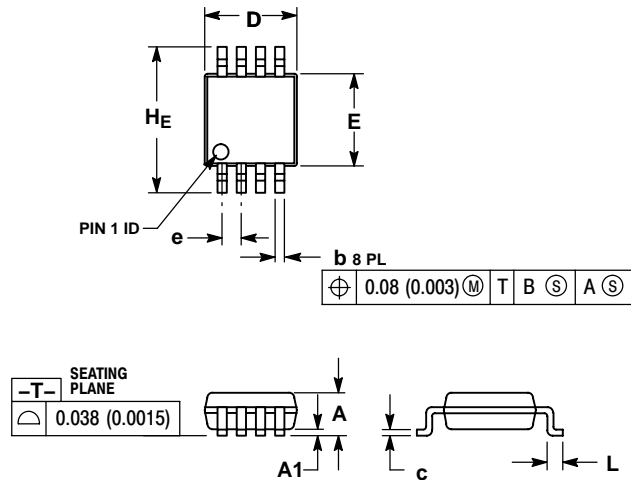 D
HE
E
PIN 1 ID
e
b 8 PL
0.08 (0.003) Ⓜ T B Ⓢ A Ⓢ
–T– SEATING PLANE
0.038 (0.0015)
A
A1
c
L